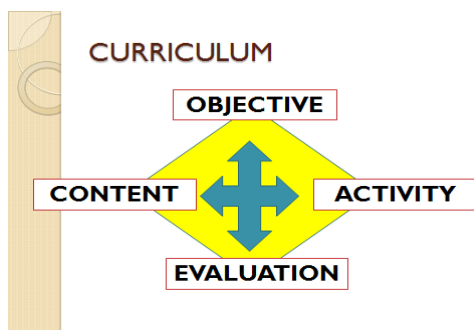 CURRICULUM
OBJECTIVE
CONTENT
ACTIVITY
EVALUATION